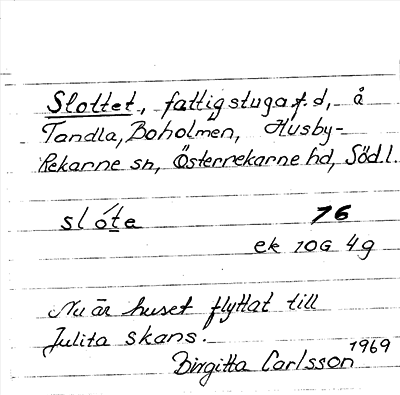 Slottet, fattigstuga f.d, å
Tandla, Boholmen, Husby-
Rekarne sn, Österrekarne hd, Södl.
slóte 76
ek 10G 4g
Nu är huset flyttat till
Julita skans.
Birgitta Carlsson 1969